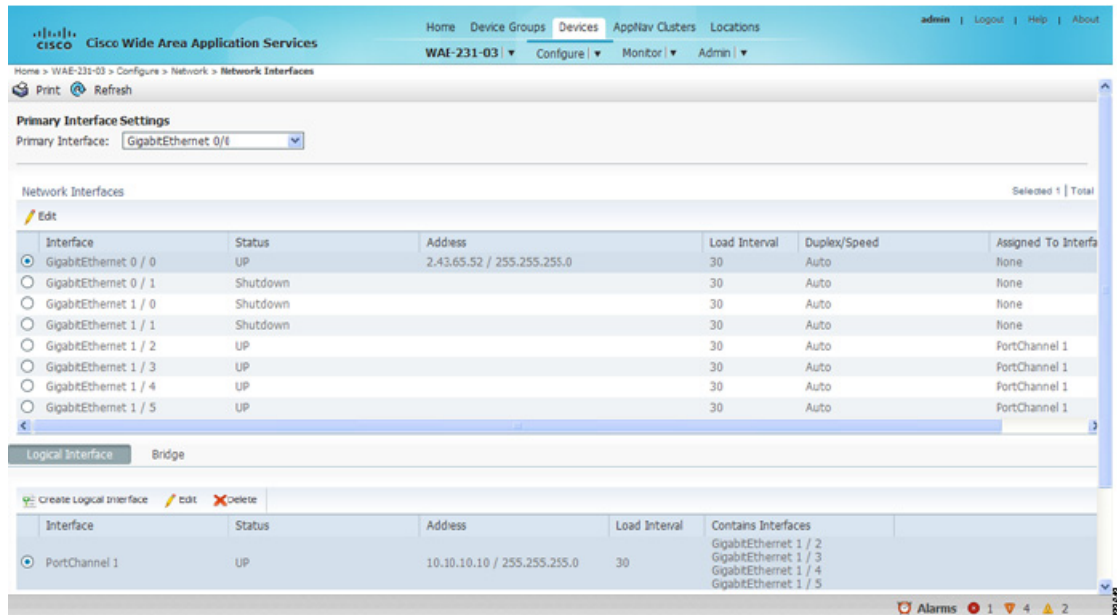 Home Device Groups Devices AppNav Clusters Locations
admin | Logout | Help | About
cisco Cisco Wide Area Application Services
WAE-231-03 Configure Monitor Admin
Home > WAE-231-03 > Configure > Network > Network Interfaces
Print Refresh
Primary Interface Settings
Primary Interface: GigabitEthernet 0/
Network Interfaces
Selected 1 | Total
Edit
Interface Status Address Load Interval Duplex/Speed Assigned To Interfa
GigabitEthernet 0 / 0 UP 2.43.65.52 / 255.255.255.0 30 Auto None
GigabitEthernet 0 / 1 Shutdown 30 Auto None
GigabitEthernet 1 / 0 Shutdown 30 Auto None
GigabitEthernet 1 / 1 Shutdown 30 Auto None
GigabitEthernet 1 / 2 UP 30 Auto PortChannel 1
GigabitEthernet 1 / 3 UP 30 Auto PortChannel 1
GigabitEthernet 1 / 4 UP 30 Auto PortChannel 1
GigabitEthernet 1 / 5 UP 30 Auto PortChannel 1
Logical Interface Bridge
Create Logical Interface Edit Delete
Interface Status Address Load Interval Contains Interfaces
PortChannel 1 UP 10.10.10.10 / 255.255.255.0 30 GigabitEthernet 1 / 2
GigabitEthernet 1 / 3
GigabitEthernet 1 / 4
GigabitEthernet 1 / 5
Alarms 1 4 2